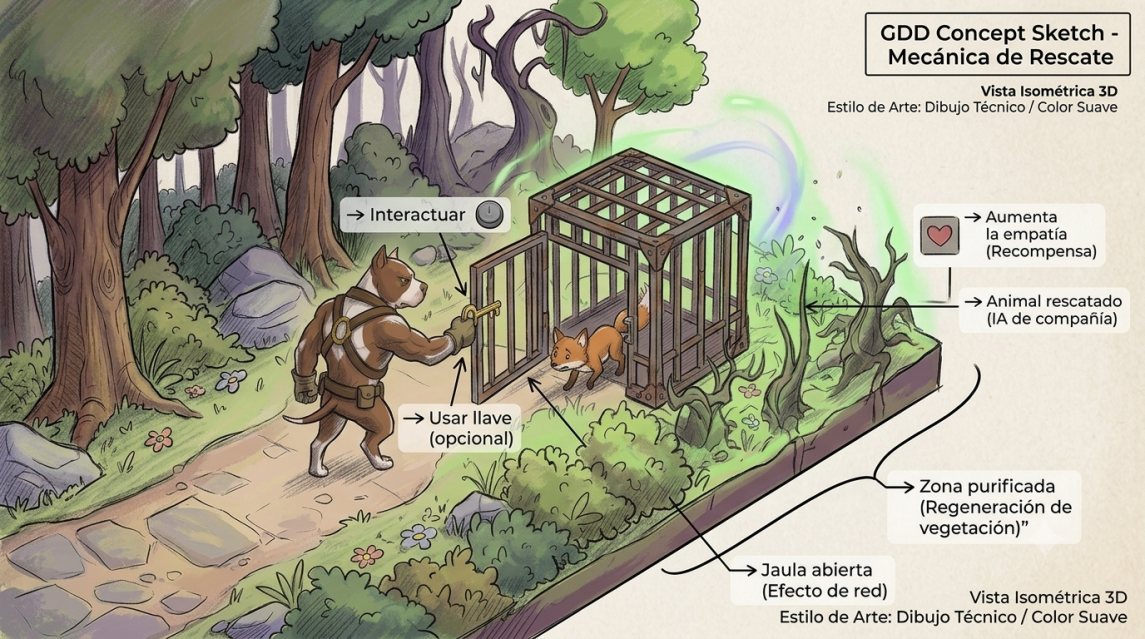 GDD Concept Sketch -
Mecánica de Rescate
Vista Isométrica 3D
Estilo de Arte: Dibujo Técnico / Color Suave
→ Interactuar
→ Aumenta
la empatía
(Recompensa)
→ Animal rescatado
(IA de compañía)
→ Usar llave
(opcional)
→ Zona purificada
(Regeneración de
vegetación)”
→ Jaula abierta
(Efecto de red)
Vista Isométrica 3D
Estilo de Arte: Dibujo Técnico / Color Suave